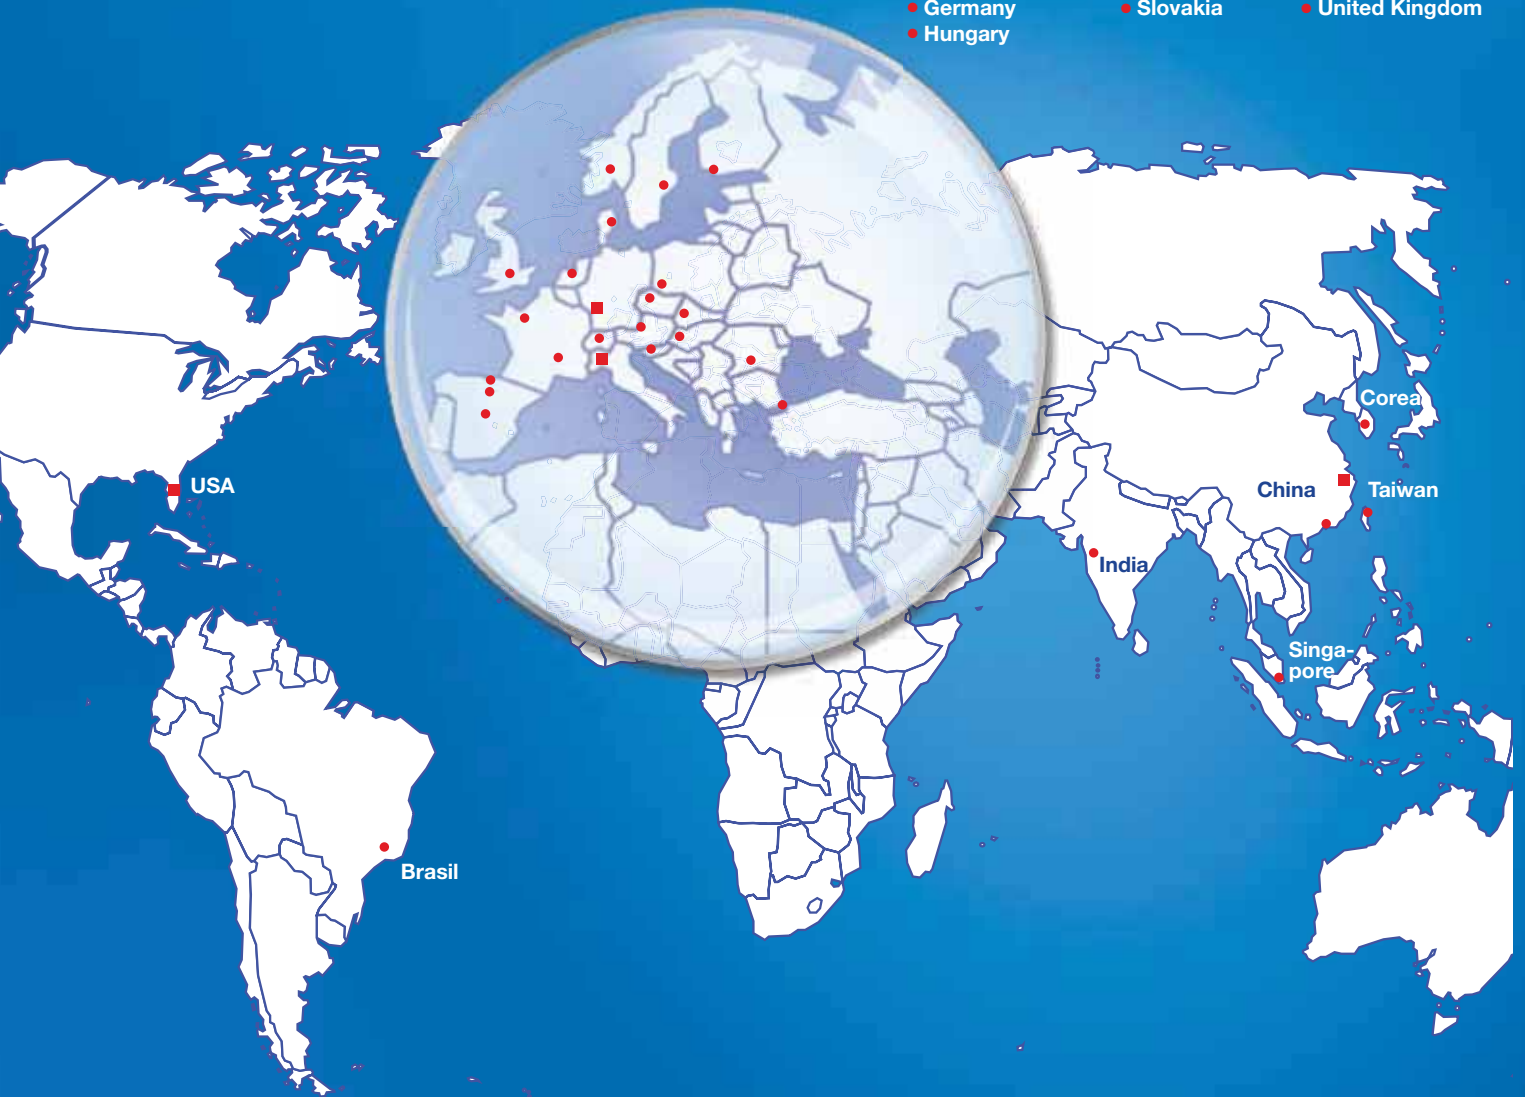 Germany
Slovakia
United Kingdom
Hungary
Corea
USA
China
Taiwan
India
Singa-
pore
Brasil